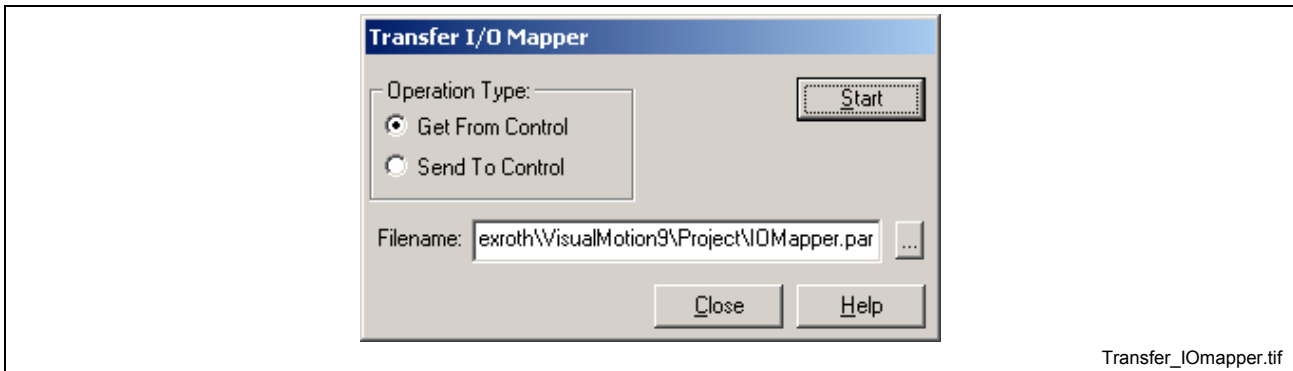 Transfer I/O Mapper
Operation Type:
Get From Control
Start
Send To Control
Filename: exroth\VisualMotion9\Project\IOMapper.par ...
Close Help
Transfer_IOmapper.tif